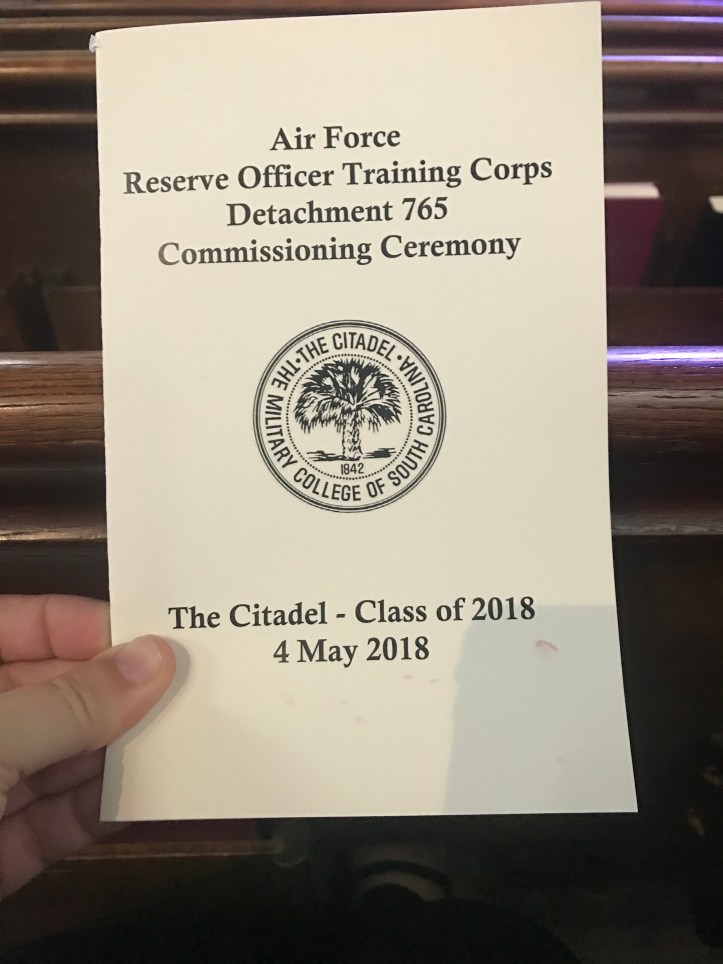 Air Force
Reserve Officer Training Corps
Detachment 765
Commissioning Ceremony
·THE CITADEL·
THE MILITARY COLLEGE OF SOUTH CAROLINA
1842
The Citadel - Class of 2018
4 May 2018